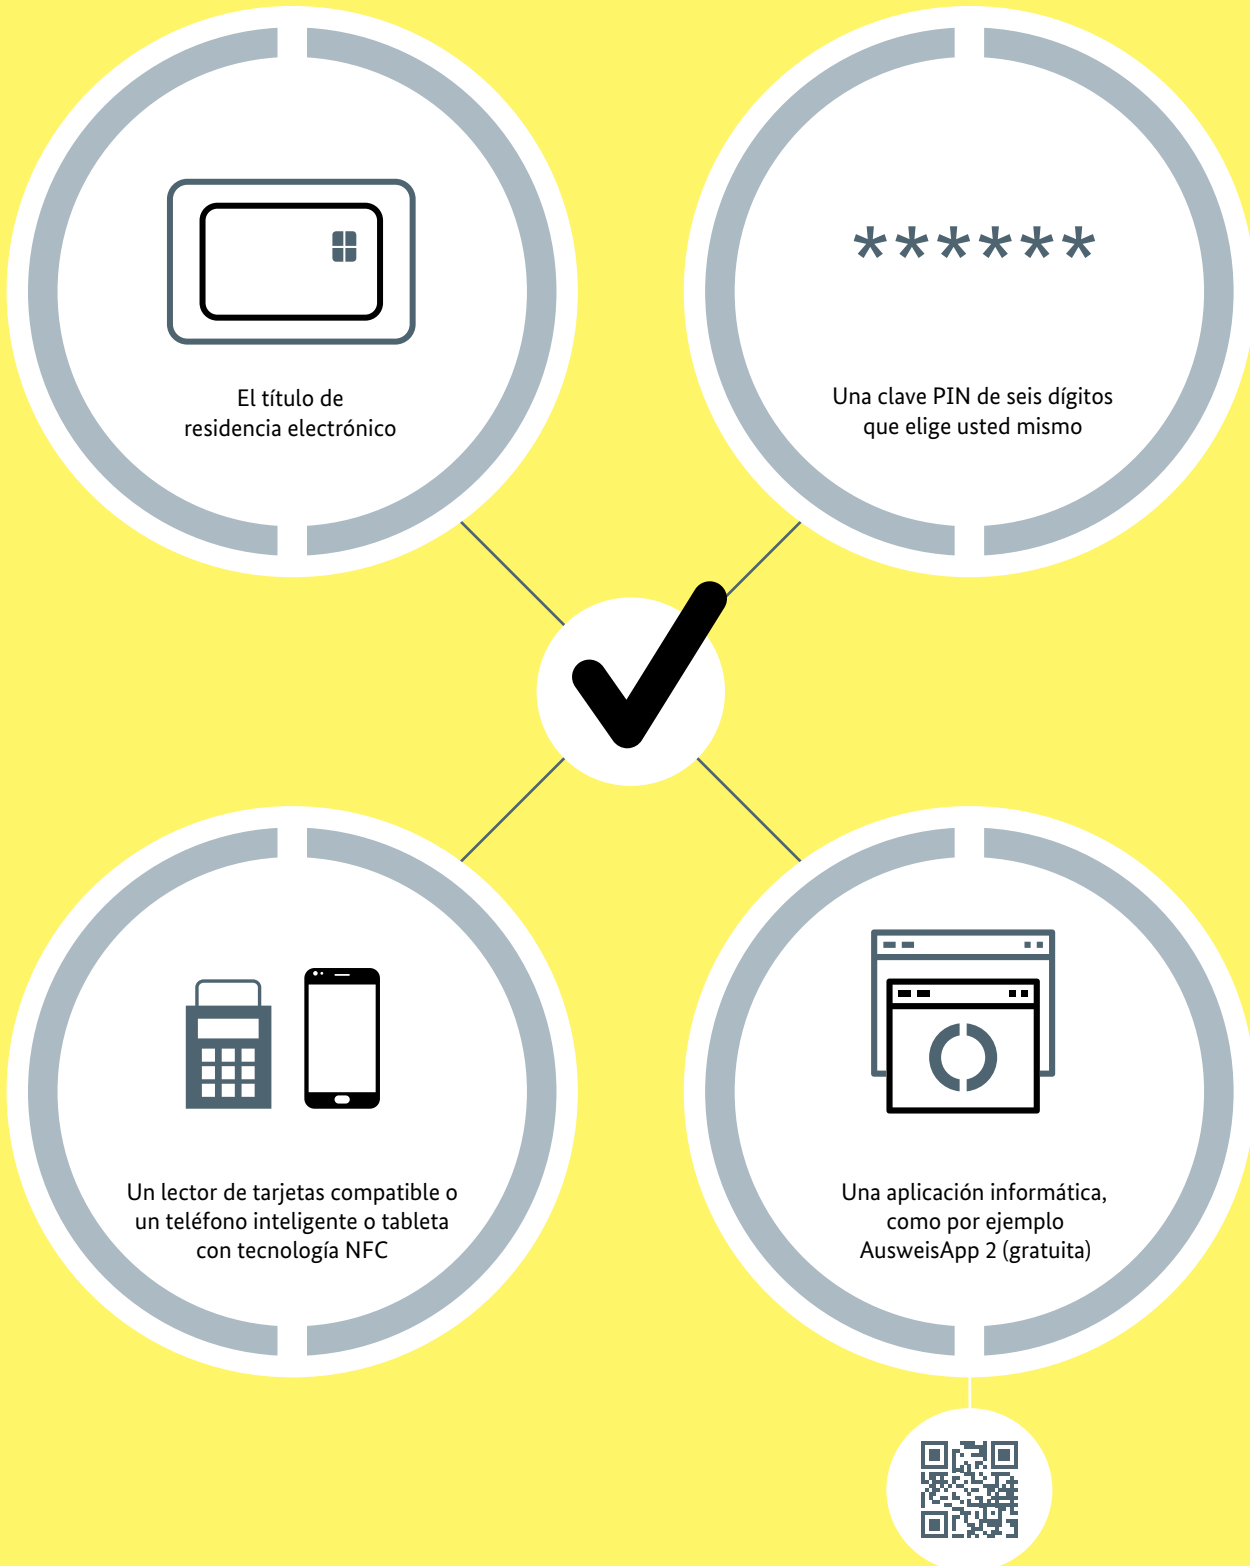 El título de
residencia electrónico
******
Una clave PIN de seis dígitos
que elige usted mismo
Un lector de tarjetas compatible o
un teléfono inteligente o tableta
con tecnología NFC
Una aplicación informática,
como por ejemplo
AusweisApp 2 (gratuita)